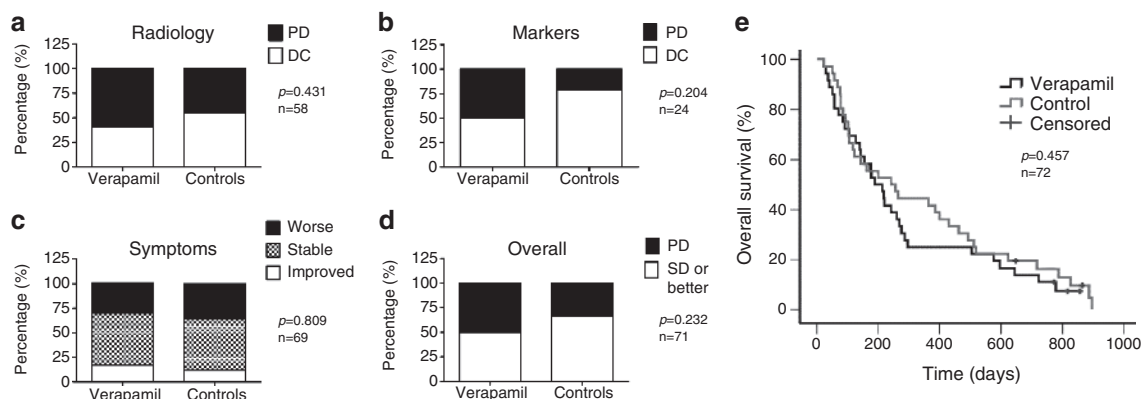 a
Radiology
PD
DC
p=0.431
n=58
Percentage (%)
125
100
75
50
25
0
Verapamil Controls
b
Markers
PD
DC
p=0.204
n=24
Percentage (%)
125
100
75
50
25
0
Verapamil Controls
c
Symptoms
Worse
Stable
Improved
p=0.809
n=69
Percentage (%)
125
100
75
50
25
0
Verapamil Controls
d
Overall
PD
SD or
better
p=0.232
n=71
Percentage (%)
125
100
75
50
25
0
Verapamil Controls
e
Verapamil
Control
Censored
p=0.457
n=72
Overall survival (%)
100
80
60
40
20
0
0 200 400 600 800 1000
Time (days)